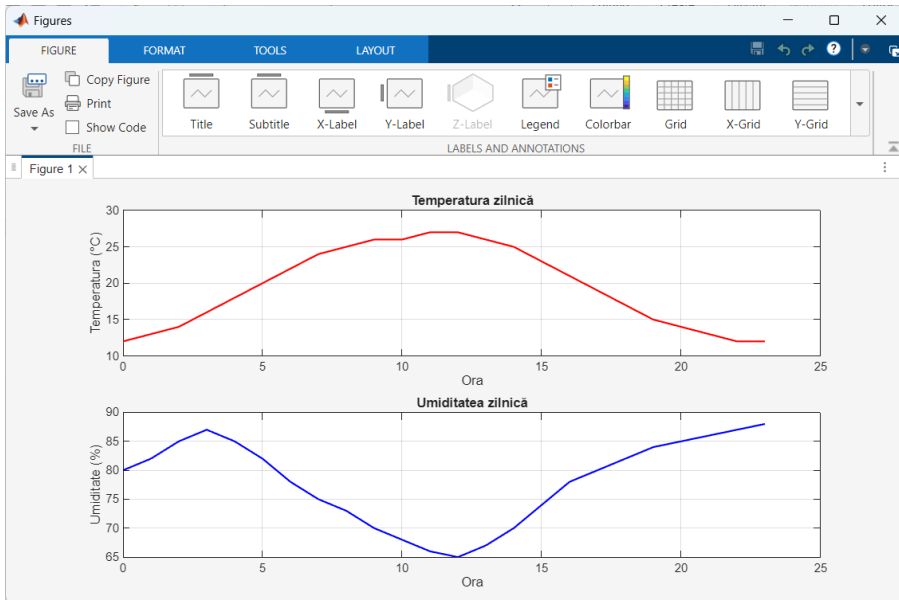 Figures
FIGURE FORMAT TOOLS LAYOUT
Save As
Copy Figure
Print
Show Code
FILE
Title Subtitle X-Label Y-Label Z-Label Legend Colorbar Grid X-Grid Y-Grid
LABELS AND ANNOTATIONS
Figure 1
Temperatura zilnică
Temperatura (°C)
30
25
20
15
10
0 5 10 15 20 25
Ora
Umiditatea zilnică
Umiditate (%)
90
85
80
75
70
65
0 5 10 15 20 25
Ora